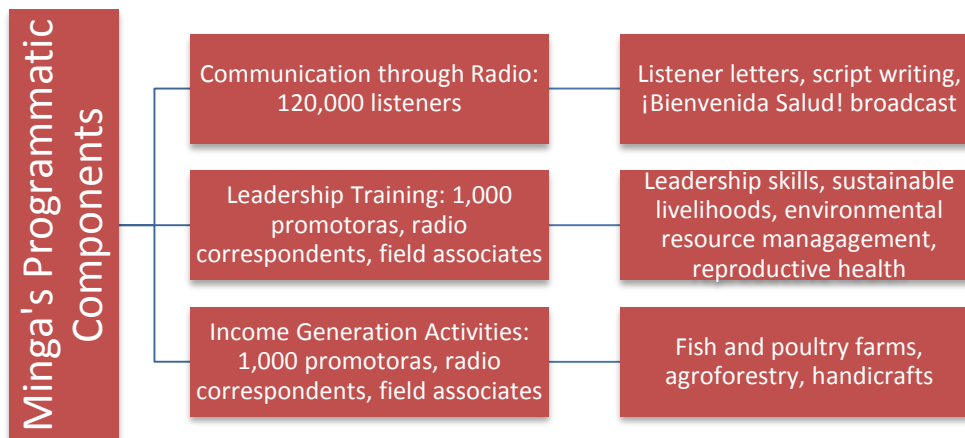 Minga's Programmatic
Components
Communication through Radio:
120,000 listeners
Listener letters, script writing,
¡Bienvenida Salud! broadcast
Leadership Training: 1,000
promotoras, radio
correspondents, field associates
Leadership skills, sustainable
livelihoods, environmental
resource managagement,
reproductive health
Income Generation Activities:
1,000 promotoras, radio
correspondents, field associates
Fish and poultry farms,
agroforestry, handicrafts